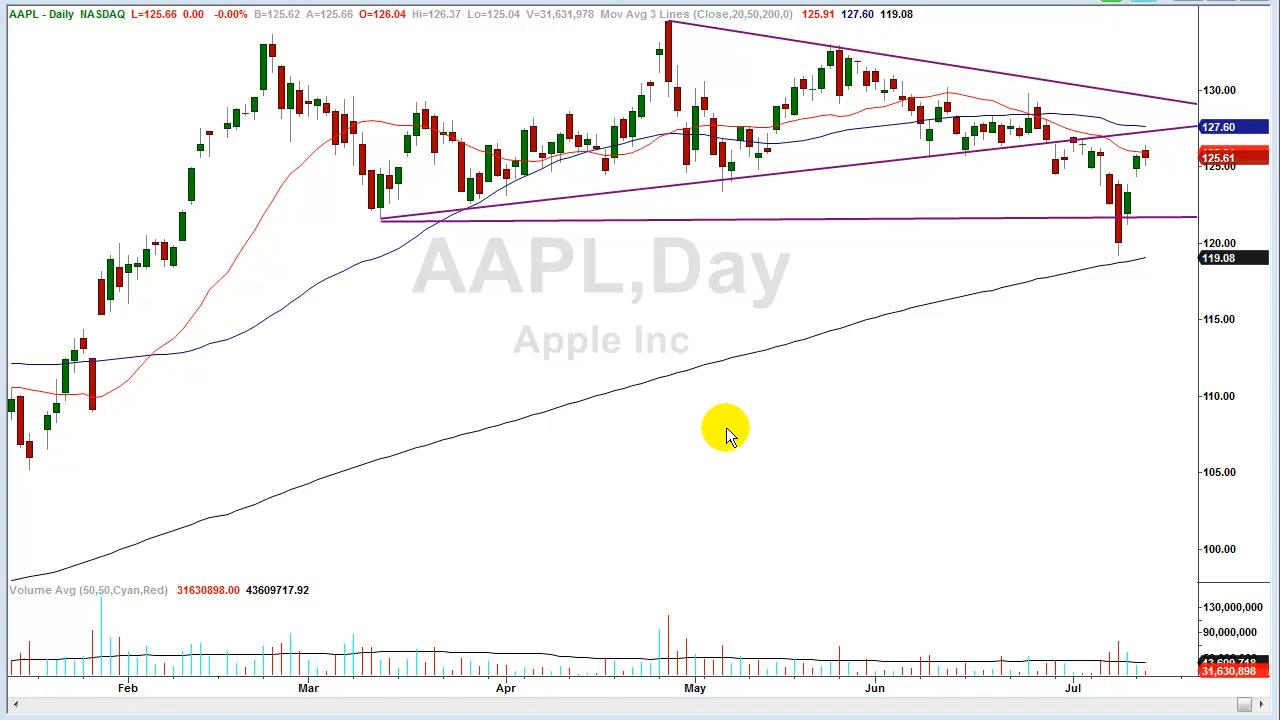 AAPL - Daily NASDAQ L=125.66 0.00 -0.00% B=125.62 A=125.66 O=126.04 Hi=126.37 Lo=125.04 V=31,631,978 Mov Avg 3 Lines (Close,20,50,200,0) 125.91 127.60 119.08
130.00
127.60
125.61
125.00
AAPL,Day
120.00
119.08
115.00
Apple Inc
110.00
105.00
100.00
Volume Avg (50,50,Cyan,Red) 31630898.00 43609717.92
130,000,000
90,000,000
31,630,898
Feb Mar Apr May Jun Jul